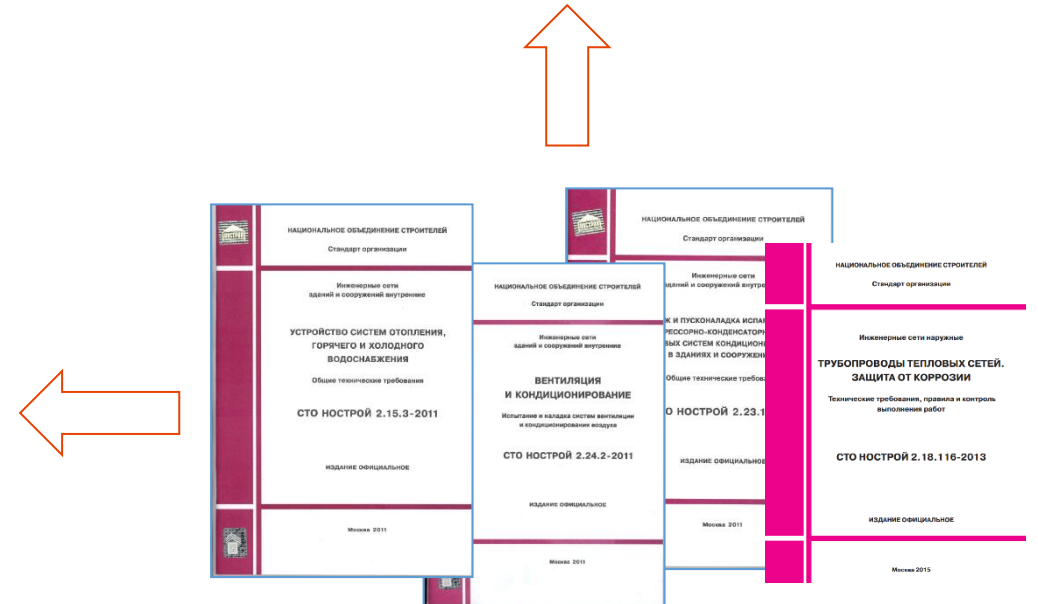 НАЦИОНАЛЬНОЕ ОБЪЕДИНЕНИЕ СТРОИТЕЛЕЙ
Стандарт организации
Инженерные сети
зданий и сооружений внутренние
УСТРОЙСТВО СИСТЕМ ОТОПЛЕНИЯ,
ГОРЯЧЕГО И ХОЛОДНОГО
ВОДОСНАБЖЕНИЯ
Общие технические требования
СТО НОСТРОЙ 2.15.3-2011
ИЗДАНИЕ ОФИЦИАЛЬНОЕ
Москва 2011
НАЦИОНАЛЬНОЕ ОБЪЕДИНЕНИЕ СТРОИТЕЛЕЙ
Стандарт организации
Инженерные сети
зданий и сооружений внутренние
ВЕНТИЛЯЦИЯ
И КОНДИЦИОНИРОВАНИЕ
Испытание и наладка систем вентиляции
и кондиционирования воздуха
СТО НОСТРОЙ 2.24.2-2011
ИЗДАНИЕ ОФИЦИАЛЬНОЕ
Москва 2011
НАЦИОНАЛЬНОЕ ОБЪЕДИНЕНИЕ СТРОИТЕЛЕЙ
Стандарт организации
Инженерные сети
и сооружений
И ПУСКОНАЛАДКА
СИСТЕМ
В ЗДАНИЯХ И
Общие технические
НОСТРОЙ 2.23.1
ИЗДАНИЕ ОФИЦИАЛЬНОЕ
Москва 2011
НАЦИОНАЛЬНОЕ ОБЪЕДИНЕНИЕ СТРОИТЕЛЕЙ
Стандарт организации
Инженерные сети наружные
ТРУБОПРОВОДЫ ТЕПЛОВЫХ СЕТЕЙ.
ЗАЩИТА ОТ КОРРОЗИИ
Технические требования, правила и контроль
выполнения работ
СТО НОСТРОЙ 2.18.116-2013
ИЗДАНИЕ ОФИЦИАЛЬНОЕ
Москва 2015